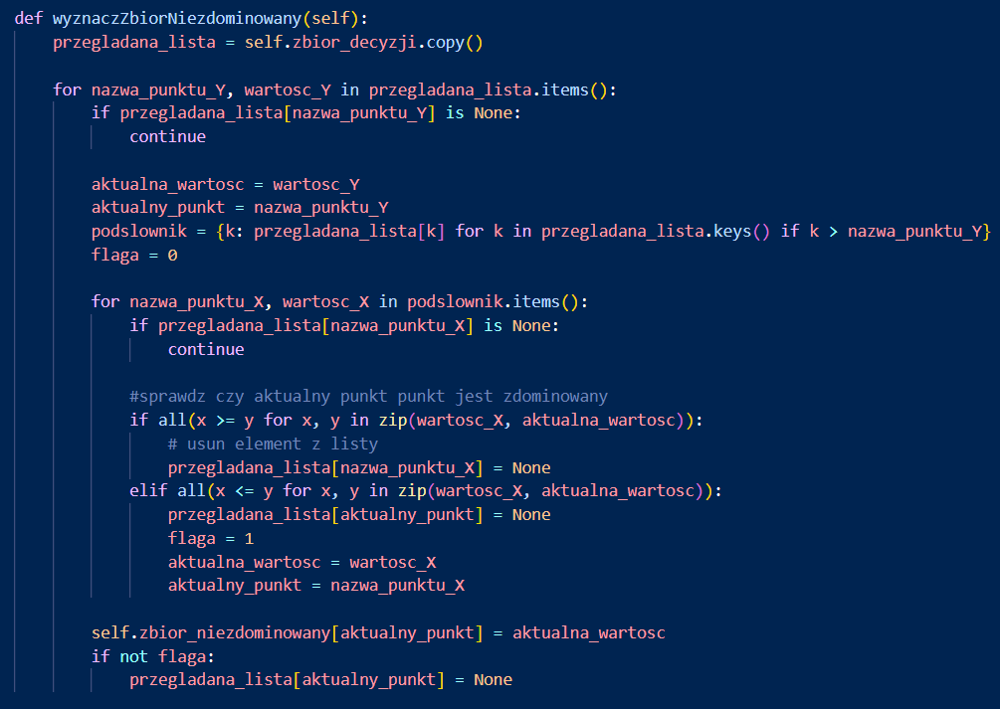 def wyznaczZbiorNiezdominowany(self):
    przegladana_lista = self.zbior_decyzji.copy()

    for nazwa_punktu_Y, wartosc_Y in przegladana_lista.items():
        if przegladana_lista[nazwa_punktu_Y] is None:
            continue

        aktualna_wartosc = wartosc_Y
        aktualny_punkt = nazwa_punktu_Y
        podslownik = {k: przegladana_lista[k] for k in przegladana_lista.keys() if k > nazwa_punktu_Y}
        flaga = 0

        for nazwa_punktu_X, wartosc_X in podslownik.items():
            if przegladana_lista[nazwa_punktu_X] is None:
                continue

            #sprawdz czy aktualny punkt punkt jest zdominowany
            if all(x >= y for x, y in zip(wartosc_X, aktualna_wartosc)):
                # usun element z listy
                przegladana_lista[nazwa_punktu_X] = None
            elif all(x <= y for x, y in zip(wartosc_X, aktualna_wartosc)):
                przegladana_lista[aktualny_punkt] = None
                flaga = 1
                aktualna_wartosc = wartosc_X
                aktualny_punkt = nazwa_punktu_X

        self.zbior_niezdominowany[aktualny_punkt] = aktualna_wartosc
        if not flaga:
            przegladana_lista[aktualny_punkt] = None